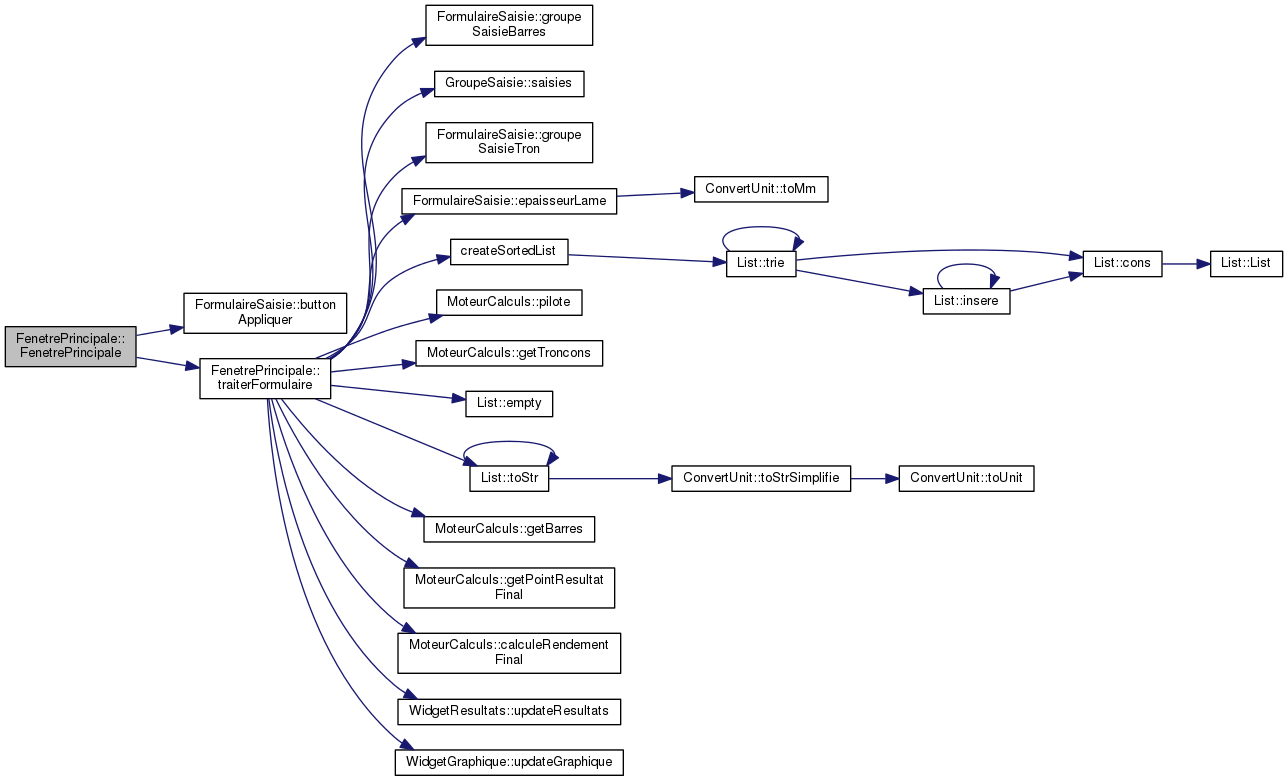 FormulaireSaisie::groupe
SaisieBarres
GroupeSaisie::saisies
FormulaireSaisie::groupe
SaisieTron
FormulaireSaisie::epaisseurLame
ConvertUnit::toMm
createSortedList
List::trie
List::cons
List::List
List::insere
MoteurCalculs::pilote
FormulaireSaisie::button
Appliquer
FenetrePrincipale::
FenetrePrincipale
MoteurCalculs::getTroncons
FenetrePrincipale::
traiterFormulaire
List::empty
List::toStr
ConvertUnit::toStrSimplifie
ConvertUnit::toUnit
MoteurCalculs::getBarres
MoteurCalculs::getPointResultat
Final
MoteurCalculs::calculeRendement
Final
WidgetResultats::updateResultats
WidgetGraphique::updateGraphique